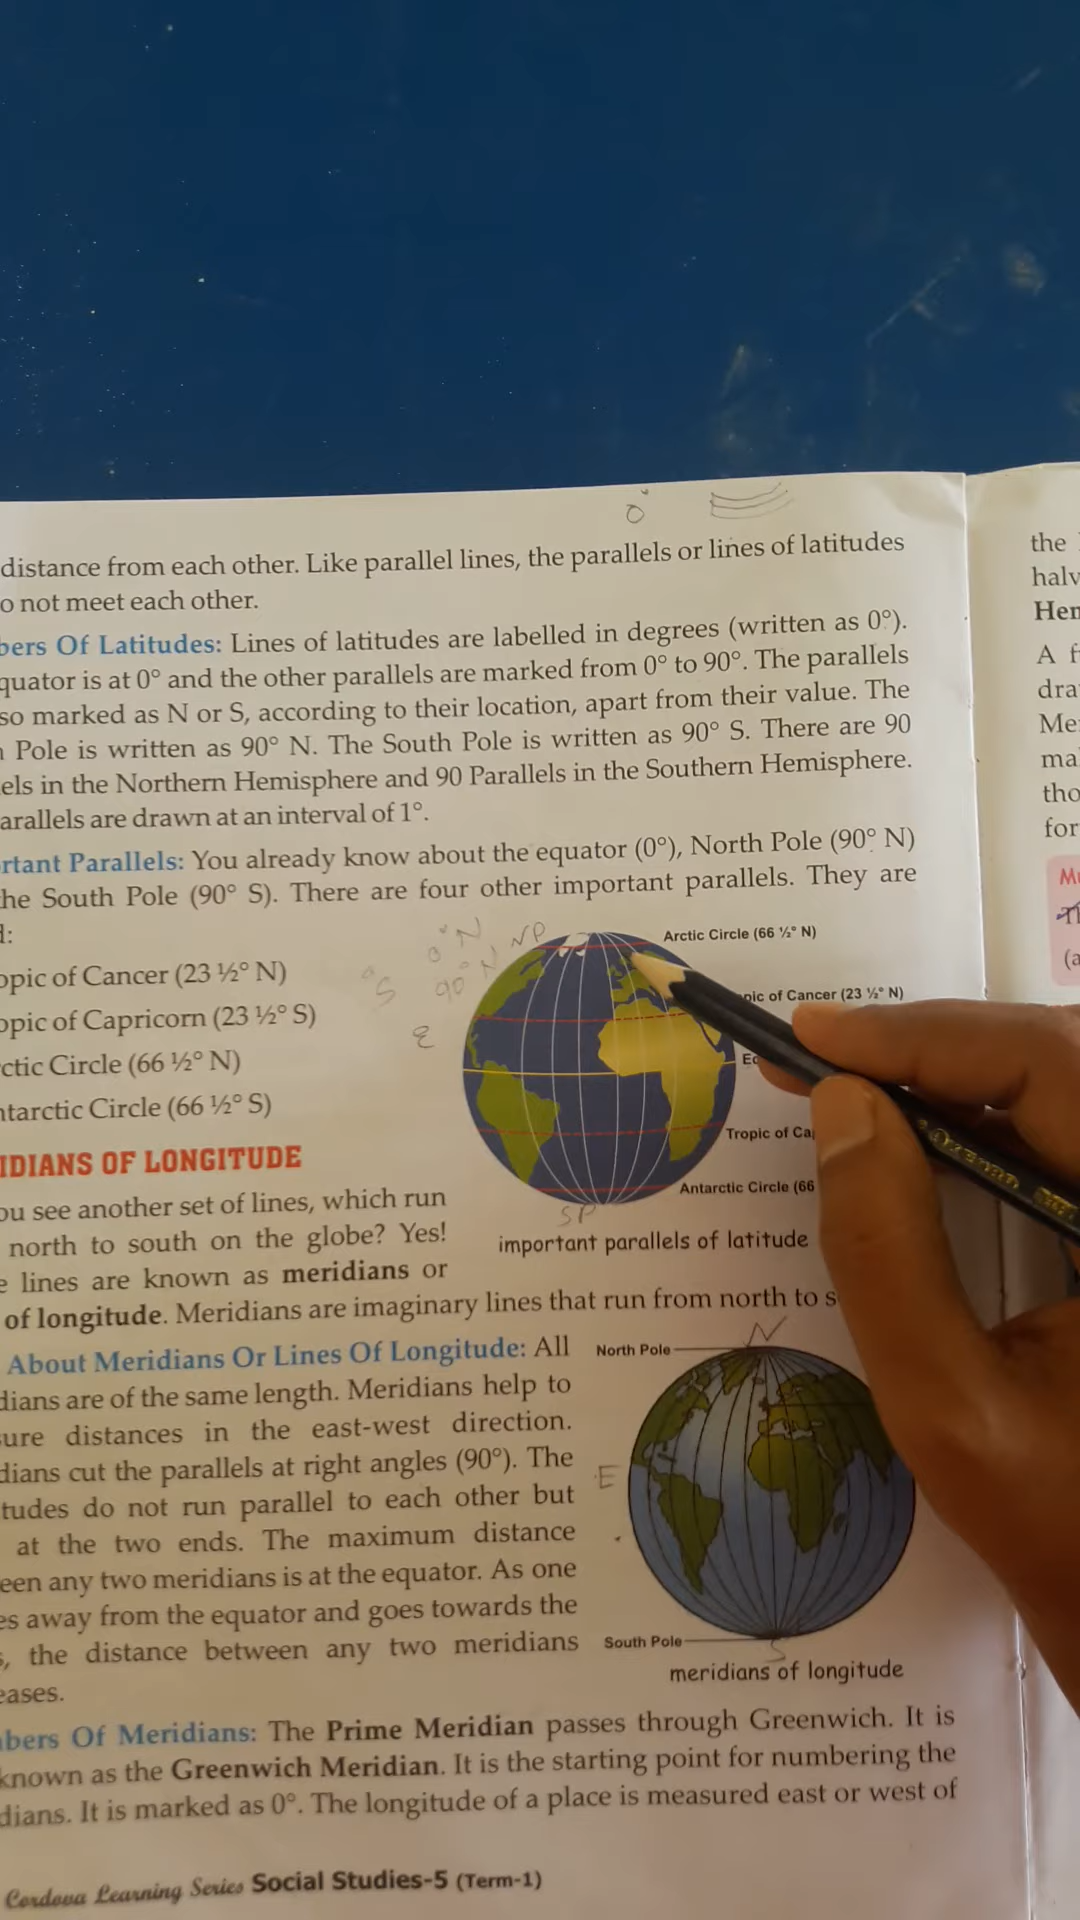 0°
distance from each other. Like parallel lines, the parallels or lines of latitudes
o not meet each other.
bers Of Latitudes: Lines of latitudes are labelled in degrees (written as 0°).
quator is at 0° and the other parallels are marked from 0° to 90°. The parallels
so marked as N or S, according to their location, apart from their value. The
Pole is written as 90° N. The South Pole is written as 90° S. There are 90
els in the Northern Hemisphere and 90 Parallels in the Southern Hemisphere.
arallels are drawn at an interval of 1°.
rtant Parallels: You already know about the equator (0°), North Pole (90° N)
he South Pole (90° S). There are four other important parallels. They are
d:
opic of Cancer (23 ½° N)
opic of Capricorn (23 ½° S)
ctic Circle (66 ½° N)
ntarctic Circle (66 ½° S)
°N
0
NP
°S
90°N
E
Arctic Circle (66 ½° N)
pic of Cancer (23 ½° N)
Eq
Tropic of Ca
Antarctic Circle (66
SP
important parallels of latitude
IDIANS OF LONGITUDE
ou see another set of lines, which run
north to south on the globe? Yes!
e lines are known as meridians or
of longitude. Meridians are imaginary lines that run from north to s
About Meridians Or Lines Of Longitude: All
dians are of the same length. Meridians help to
ure distances in the east-west direction.
dians cut the parallels at right angles (90°). The
tudes do not run parallel to each other but
at the two ends. The maximum distance
een any two meridians is at the equator. As one
es away from the equator and goes towards the
s, the distance between any two meridians
eases.
N
North Pole
E
South Pole
S
meridians of longitude
bers Of Meridians: The Prime Meridian passes through Greenwich. It is
known as the Greenwich Meridian. It is the starting point for numbering the
dians. It is marked as 0°. The longitude of a place is measured east or west of
Cordova Learning Series Social Studies-5 (Term-1)
the
halv
Hem
A f
dra
Me
ma
tho
for
Mu
Th
(a